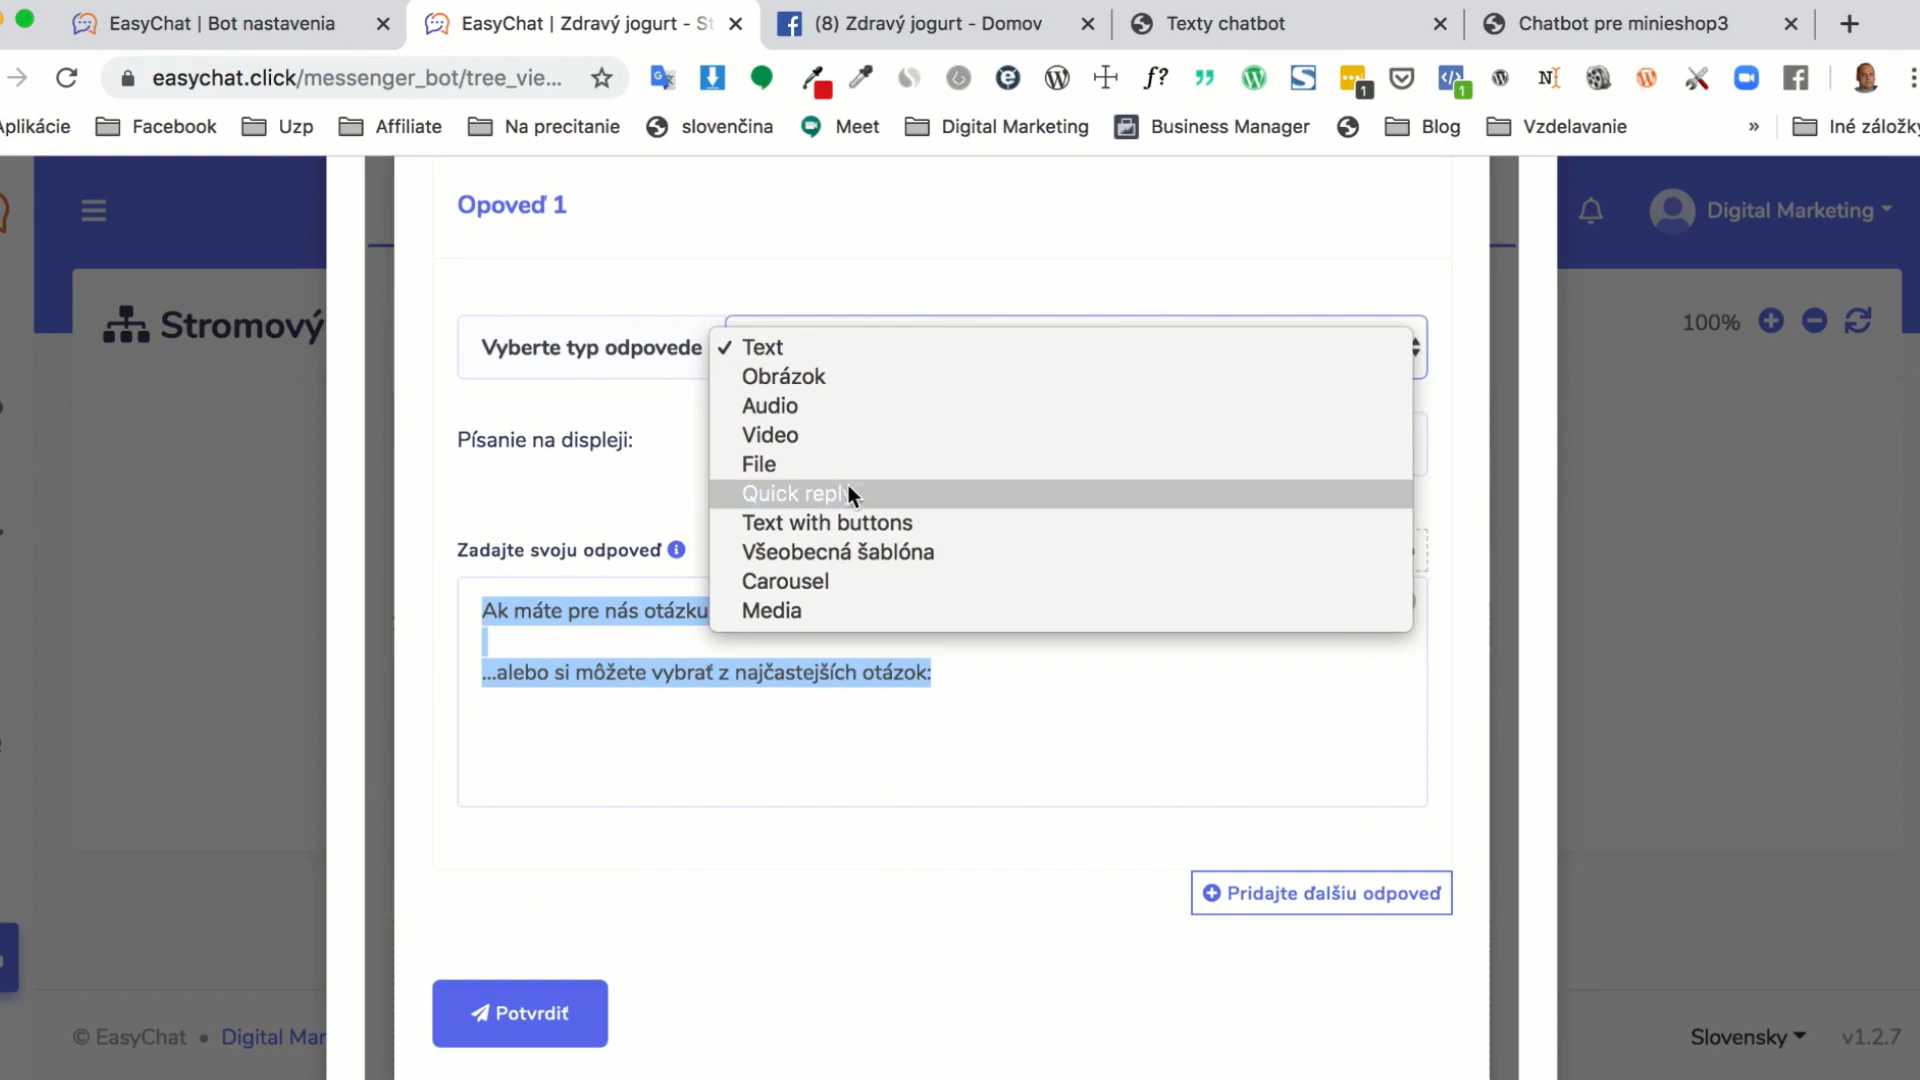 EasyChat | Bot nastavenia
EasyChat | Zdravý jogurt - St
(8) Zdravý jogurt - Domov
Texty chatbot
Chatbot pre minieshop3
easychat.click/messenger_bot/tree_vie...
f?
1
1
plikácie
Facebook
Uzp
Affiliate
Na precitanie
slovenčina
Meet
Digital Marketing
Business Manager
Blog
Vzdelavanie
»
Iné záložky
Digital Marketing
Stromový
100%
Opoveď 1
Vyberte typ odpovede
✓ Text
Obrázok
Audio
Video
File
Quick reply
Text with buttons
Všeobecná šablóna
Carousel
Media
Písanie na displeji:
Zadajte svoju odpoveď
Ak máte pre nás otázku
...alebo si môžete vybrať z najčastejších otázok:
Pridajte ďalšiu odpoveď
Potvrdiť
© EasyChat • Digital Mar
Slovensky
v1.2.7